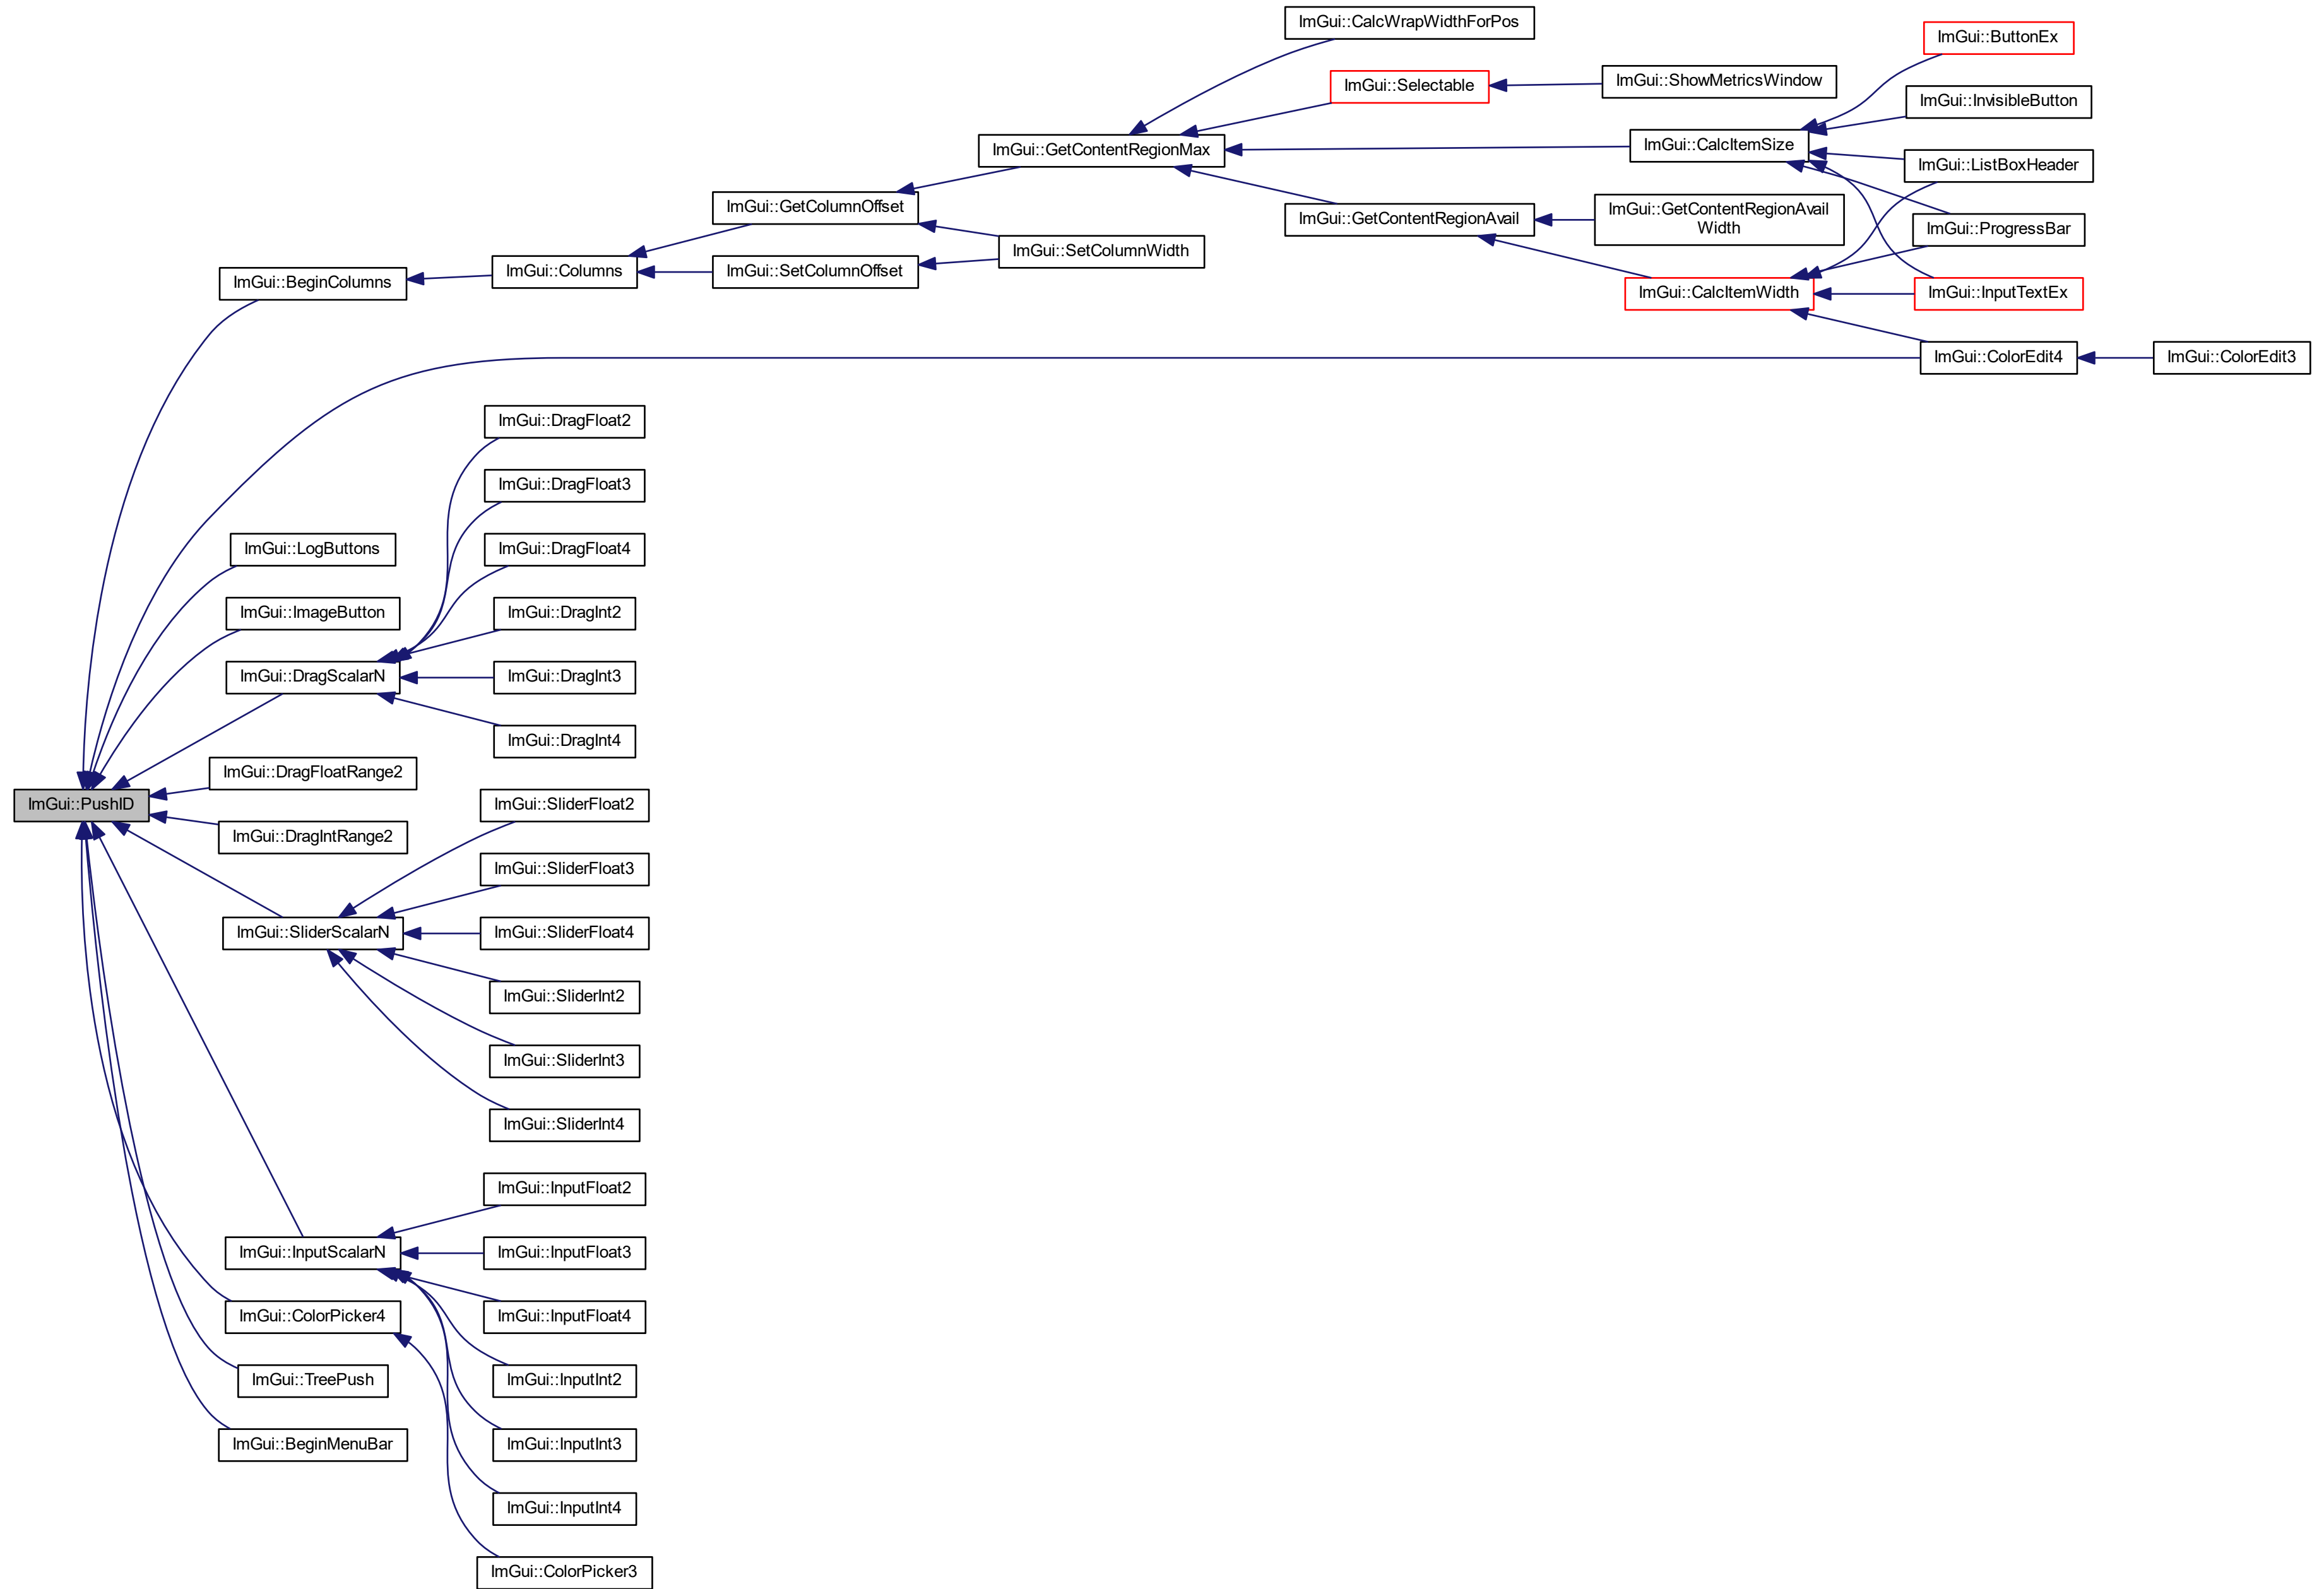 ImGui::CalcWrapWidthForPos
ImGui::ButtonEx
ImGui::Selectable
ImGui::ShowMetricsWindow
ImGui::InvisibleButton
ImGui::GetContentRegionMax
ImGui::CalcItemSize
ImGui::ListBoxHeader
ImGui::GetColumnOffset
ImGui::GetContentRegionAvail
ImGui::GetContentRegionAvail
Width
ImGui::ProgressBar
ImGui::SetColumnWidth
ImGui::BeginColumns
ImGui::Columns
ImGui::SetColumnOffset
ImGui::CalcItemWidth
ImGui::InputTextEx
ImGui::ColorEdit4
ImGui::ColorEdit3
ImGui::DragFloat2
ImGui::DragFloat3
ImGui::LogButtons
ImGui::DragFloat4
ImGui::ImageButton
ImGui::DragInt2
ImGui::DragScalarN
ImGui::DragInt3
ImGui::DragInt4
ImGui::DragFloatRange2
ImGui::PushID
ImGui::SliderFloat2
ImGui::DragIntRange2
ImGui::SliderFloat3
ImGui::SliderScalarN
ImGui::SliderFloat4
ImGui::SliderInt2
ImGui::SliderInt3
ImGui::SliderInt4
ImGui::InputFloat2
ImGui::InputScalarN
ImGui::InputFloat3
ImGui::ColorPicker4
ImGui::InputFloat4
ImGui::TreePush
ImGui::InputInt2
ImGui::BeginMenuBar
ImGui::InputInt3
ImGui::InputInt4
ImGui::ColorPicker3